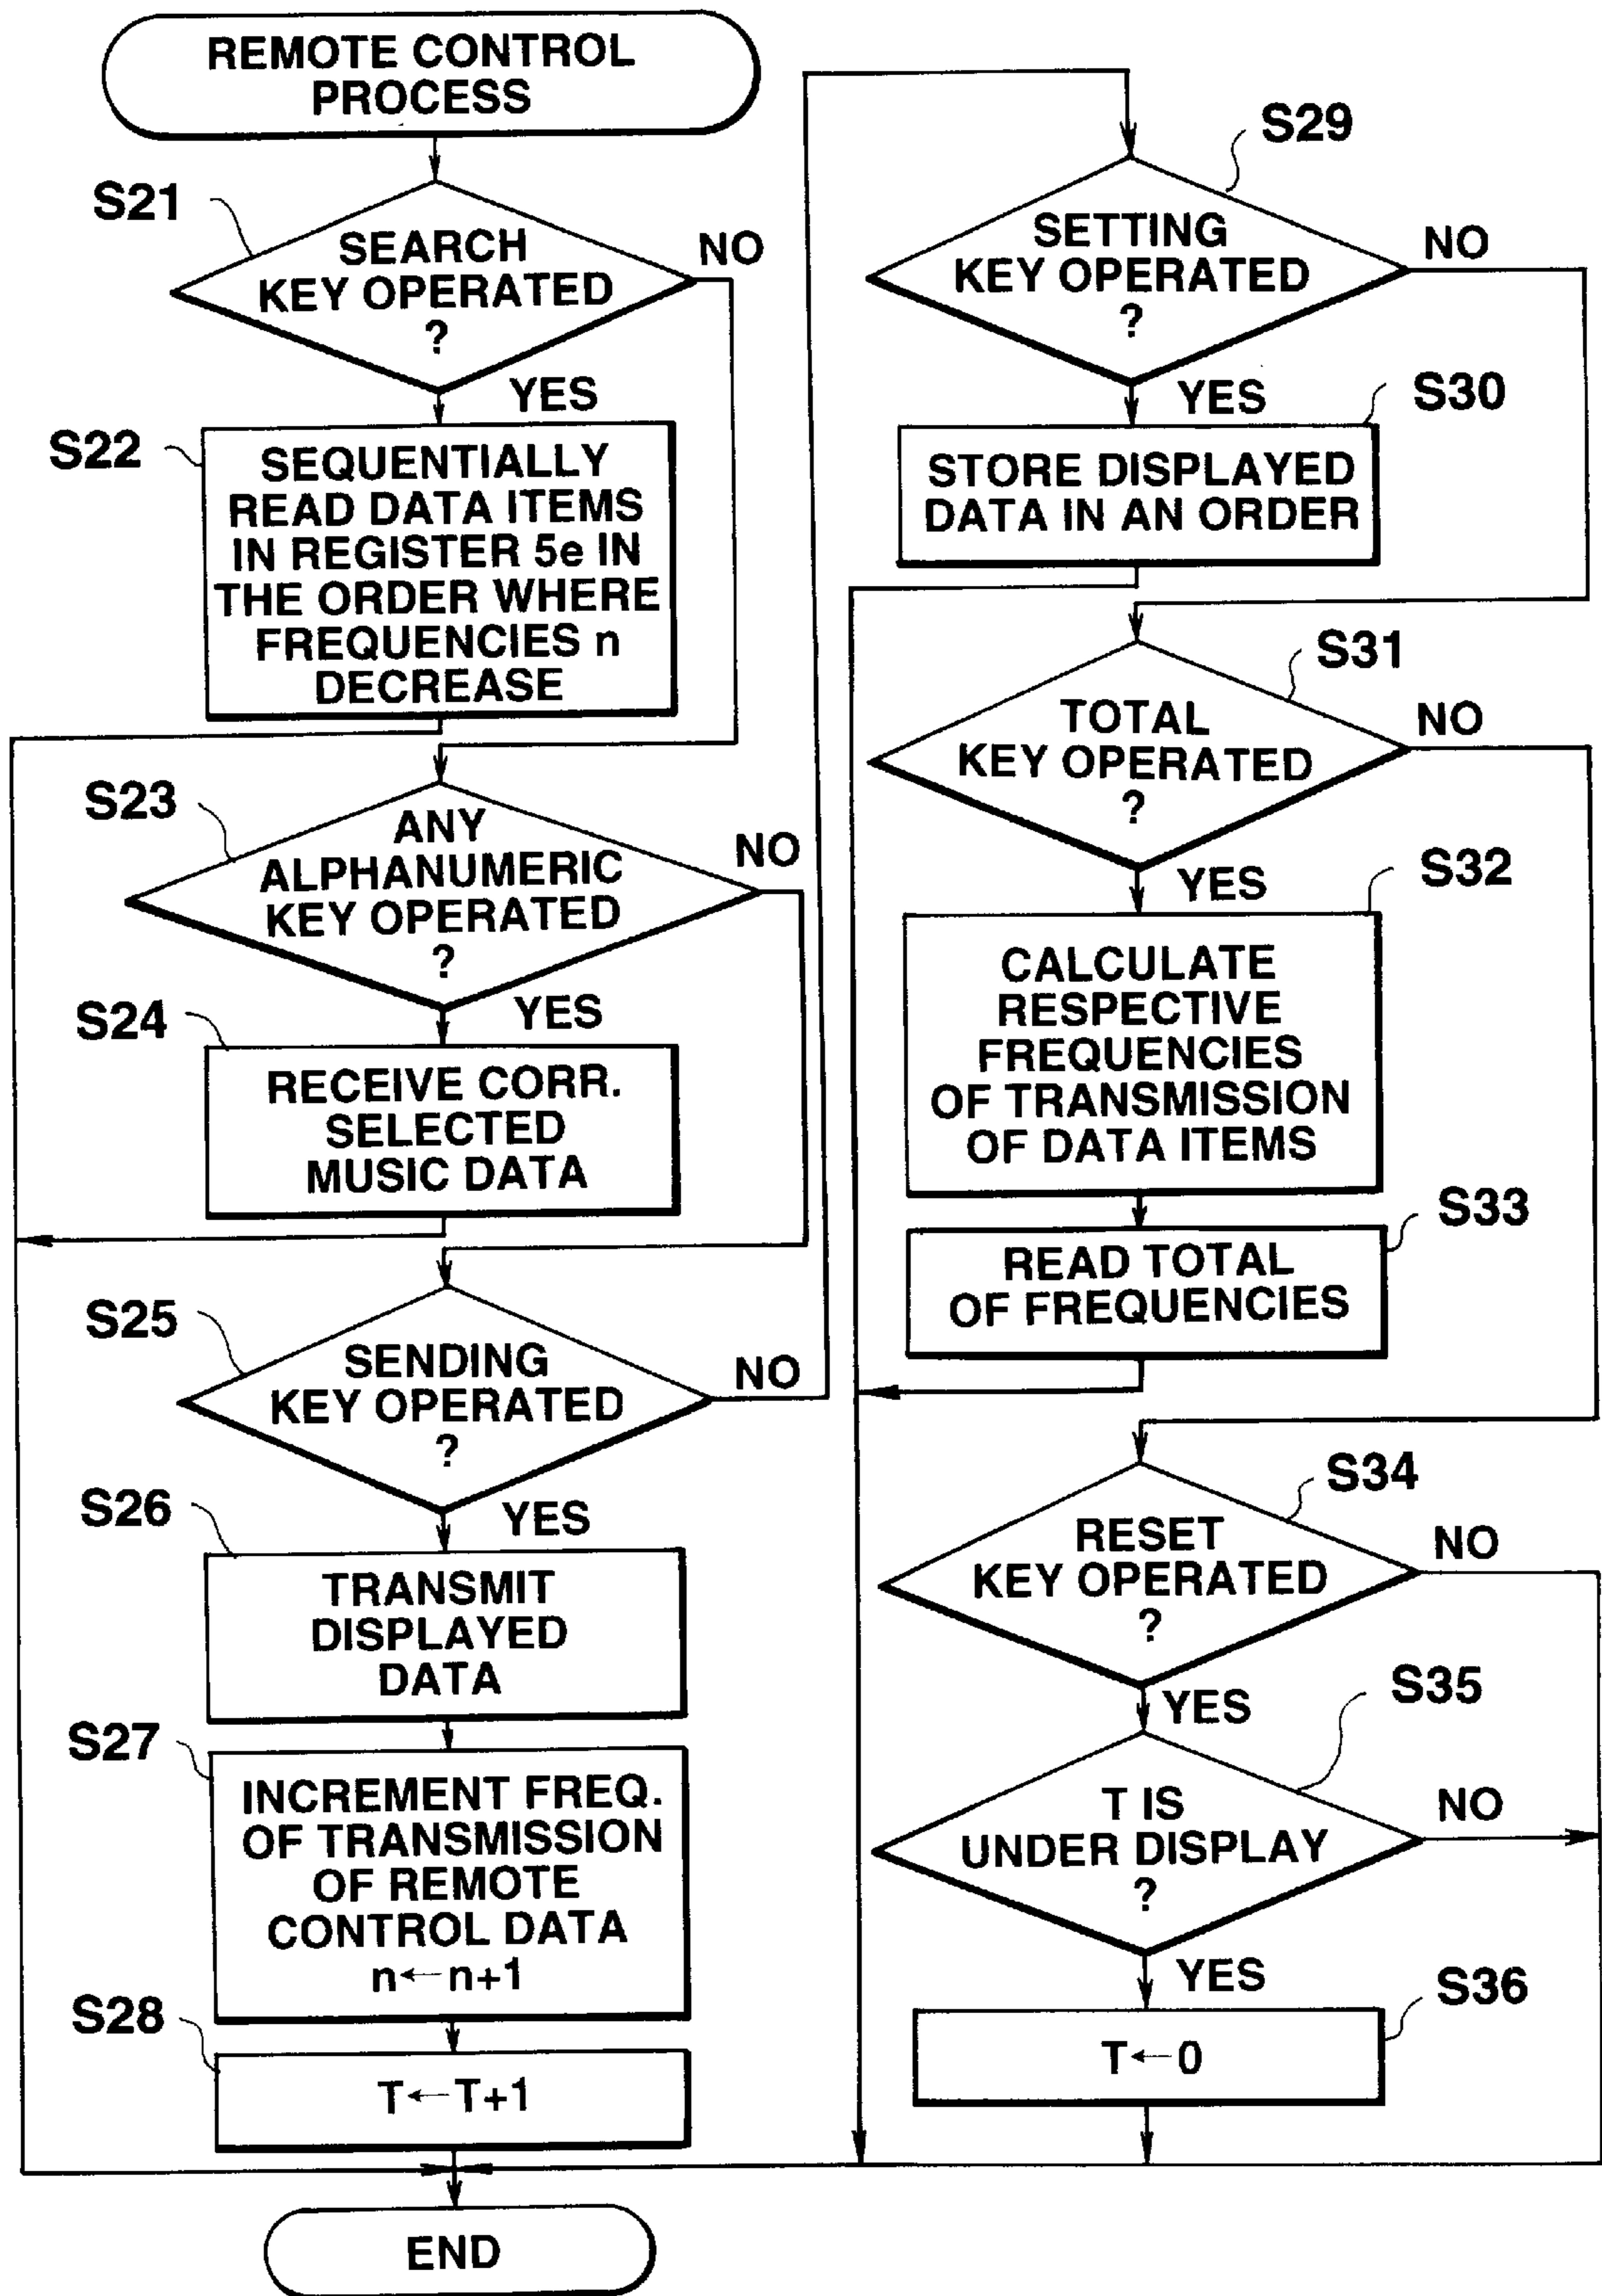 REMOTE CONTROL
PROCESS
S21
SEARCH
KEY OPERATED
?
NO
YES
S22
SEQUENTIALLY
READ DATA ITEMS
IN REGISTER 5e IN
THE ORDER WHERE
FREQUENCIES n
DECREASE
S23
ANY
ALPHANUMERIC
KEY OPERATED
?
NO
YES
S24
RECEIVE CORR.
SELECTED
MUSIC DATA
S25
SENDING
KEY OPERATED
?
NO
YES
S26
TRANSMIT
DISPLAYED
DATA
S27
INCREMENT FREQ.
OF TRANSMISSION
OF REMOTE
CONTROL DATA
n←n+1
S28
T←T+1
END
S29
SETTING
KEY OPERATED
?
NO
YES
S30
STORE DISPLAYED
DATA IN AN ORDER
S31
TOTAL
KEY OPERATED
?
NO
YES
S32
CALCULATE
RESPECTIVE
FREQUENCIES
OF TRANSMISSION
OF DATA ITEMS
S33
READ TOTAL
OF FREQUENCIES
S34
RESET
KEY OPERATED
?
NO
YES
S35
T IS
UNDER DISPLAY
?
NO
YES
S36
T←0